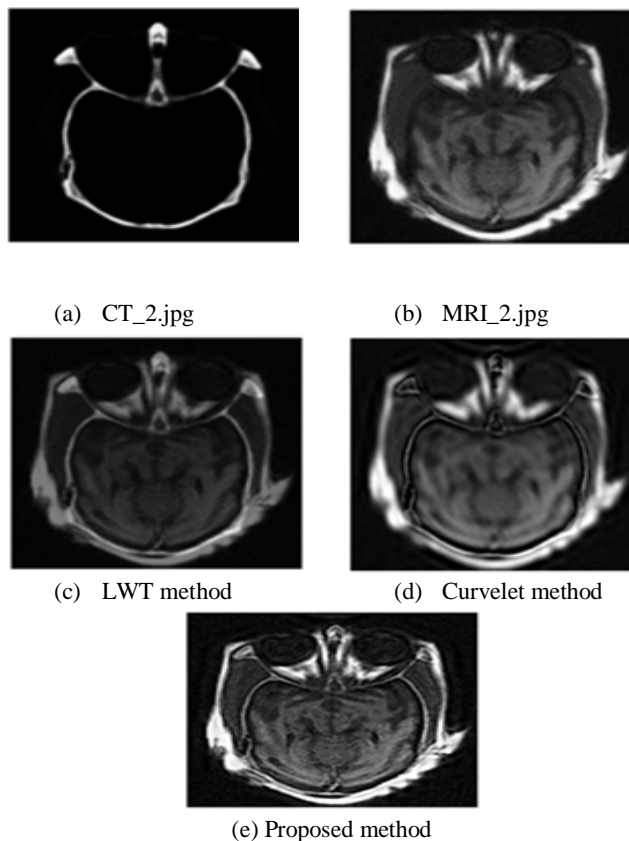 (a) CT_2.jpg
(b) MRI_2.jpg
(c) LWT method
(d) Curvelet method
(e) Proposed method